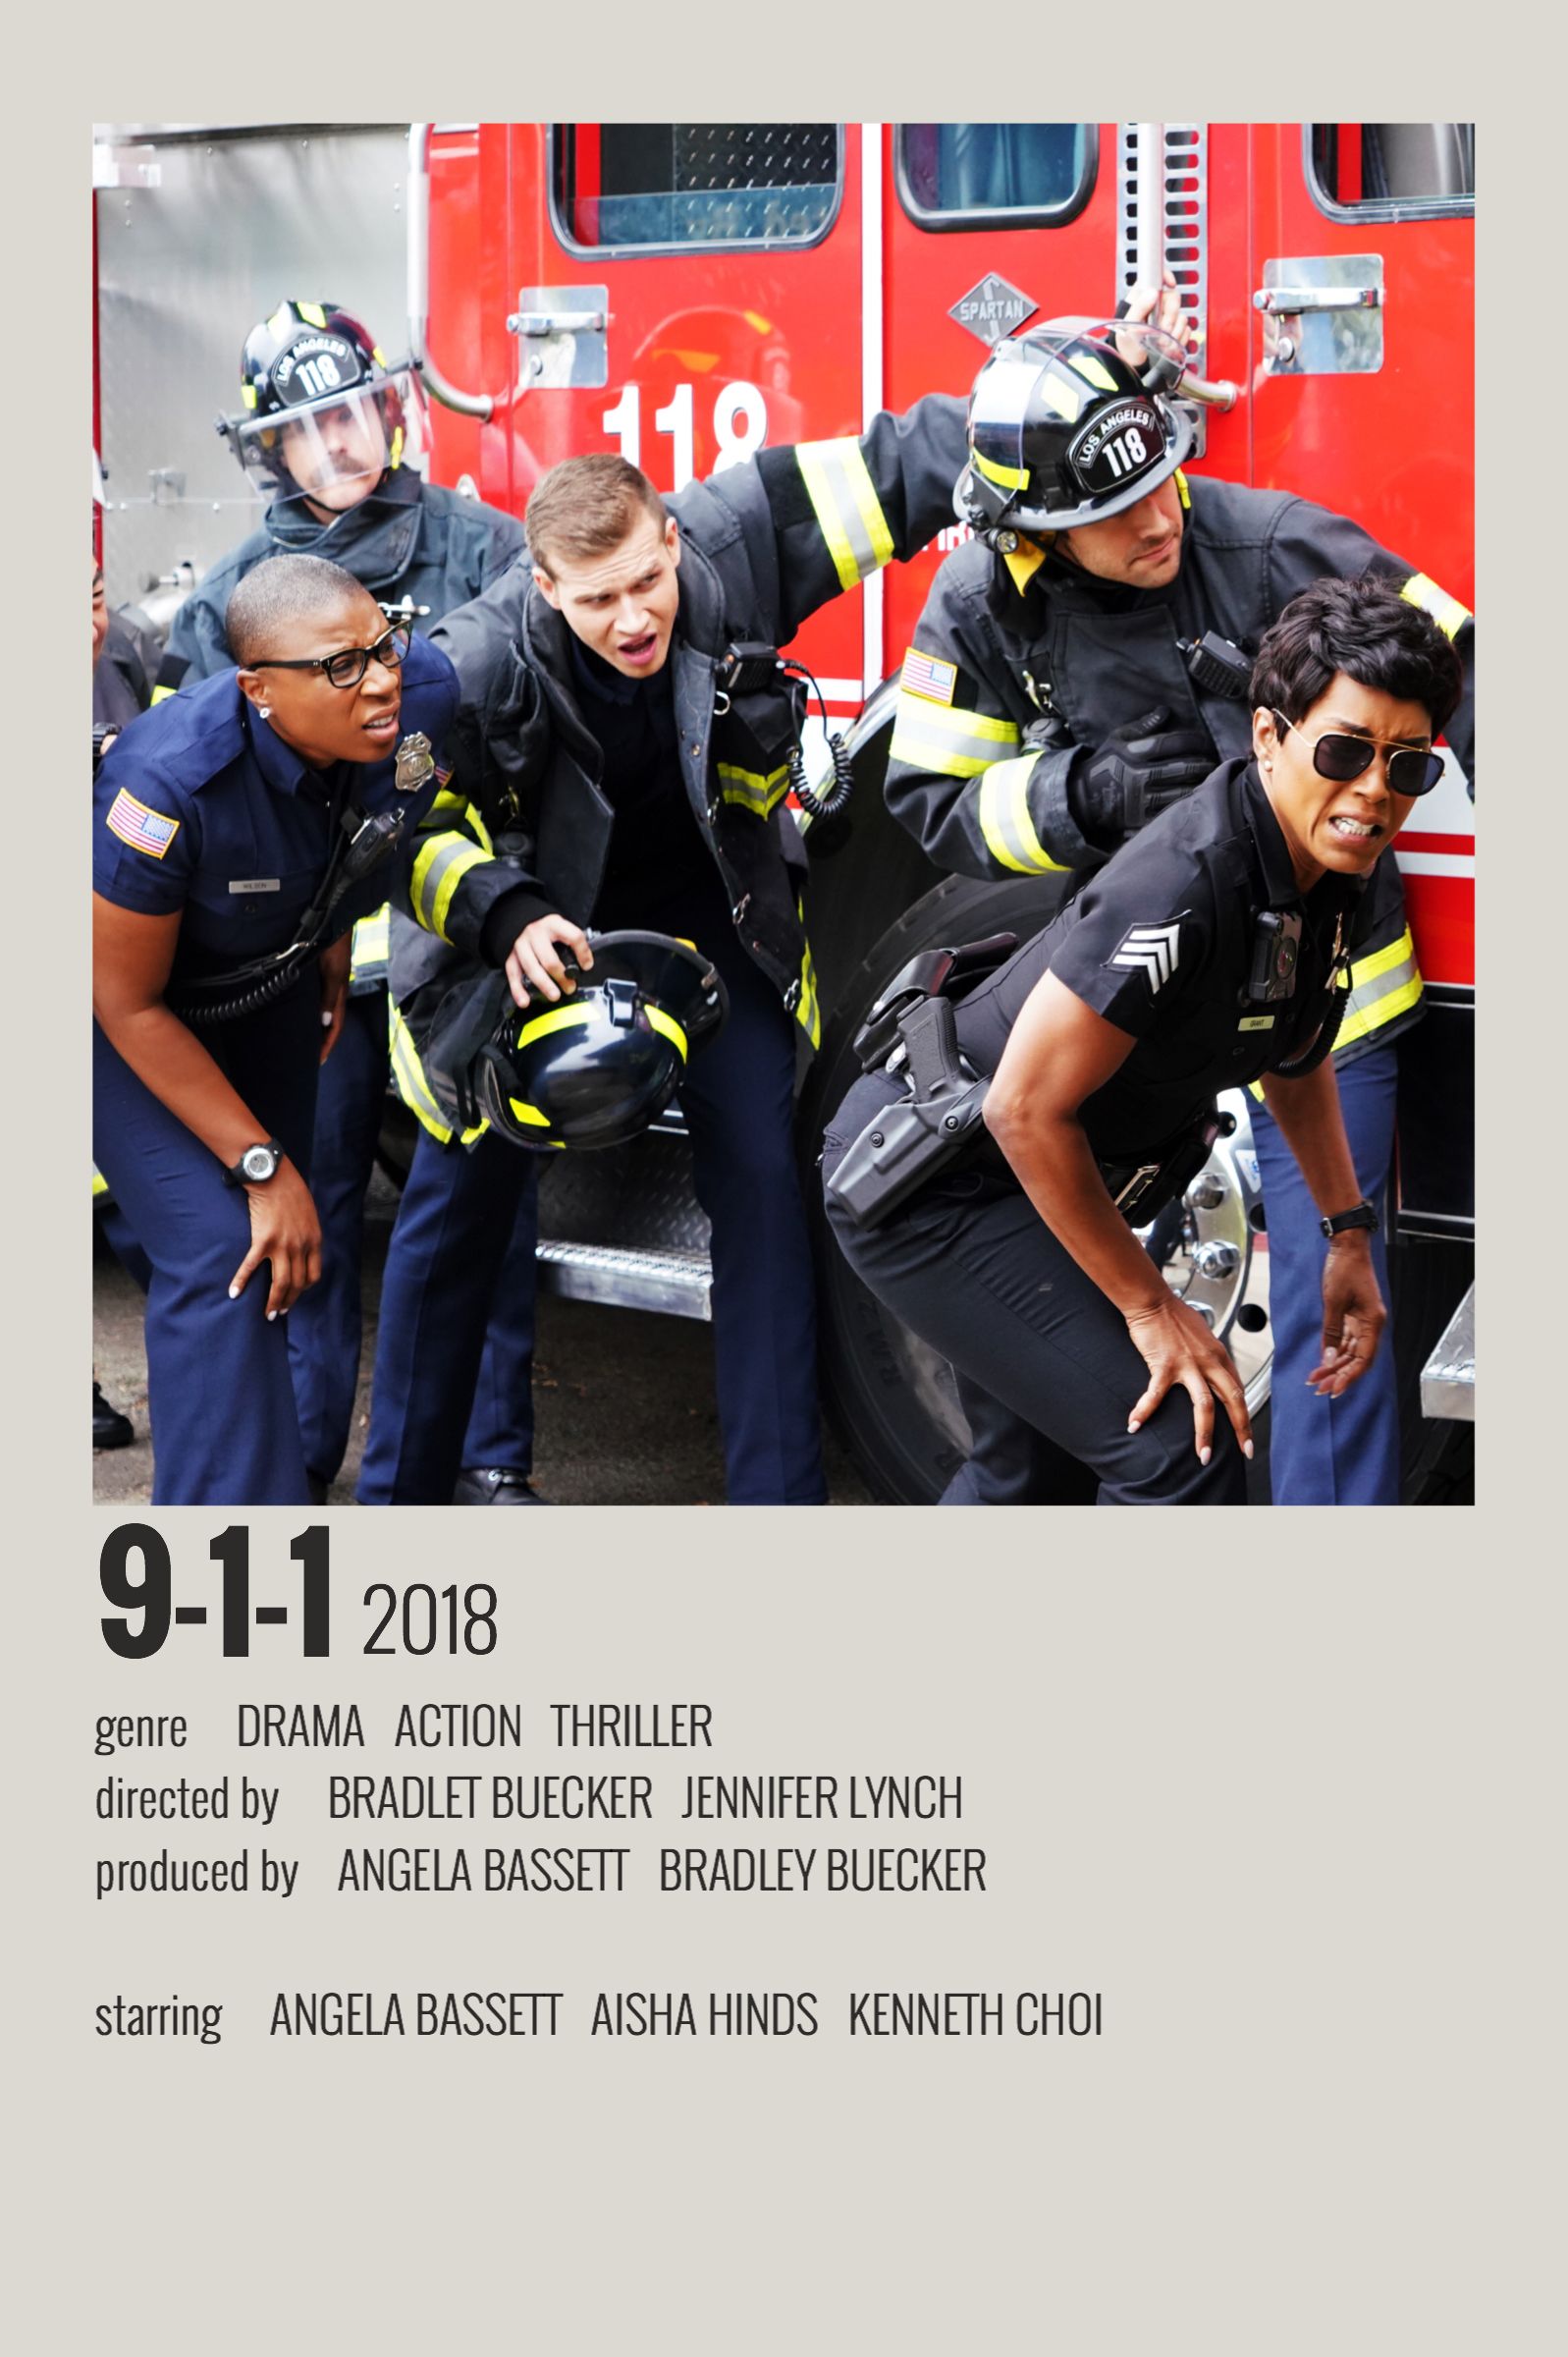 LOS ANGELES
118
118
SPARTAN
LOS ANGELES
118
WILSON
9-1-1 2018
genre DRAMA ACTION THRILLER
directed by BRADLET BUECKER JENNIFER LYNCH
produced by ANGELA BASSETT BRADLEY BUECKER
starring ANGELA BASSETT AISHA HINDS KENNETH CHOI